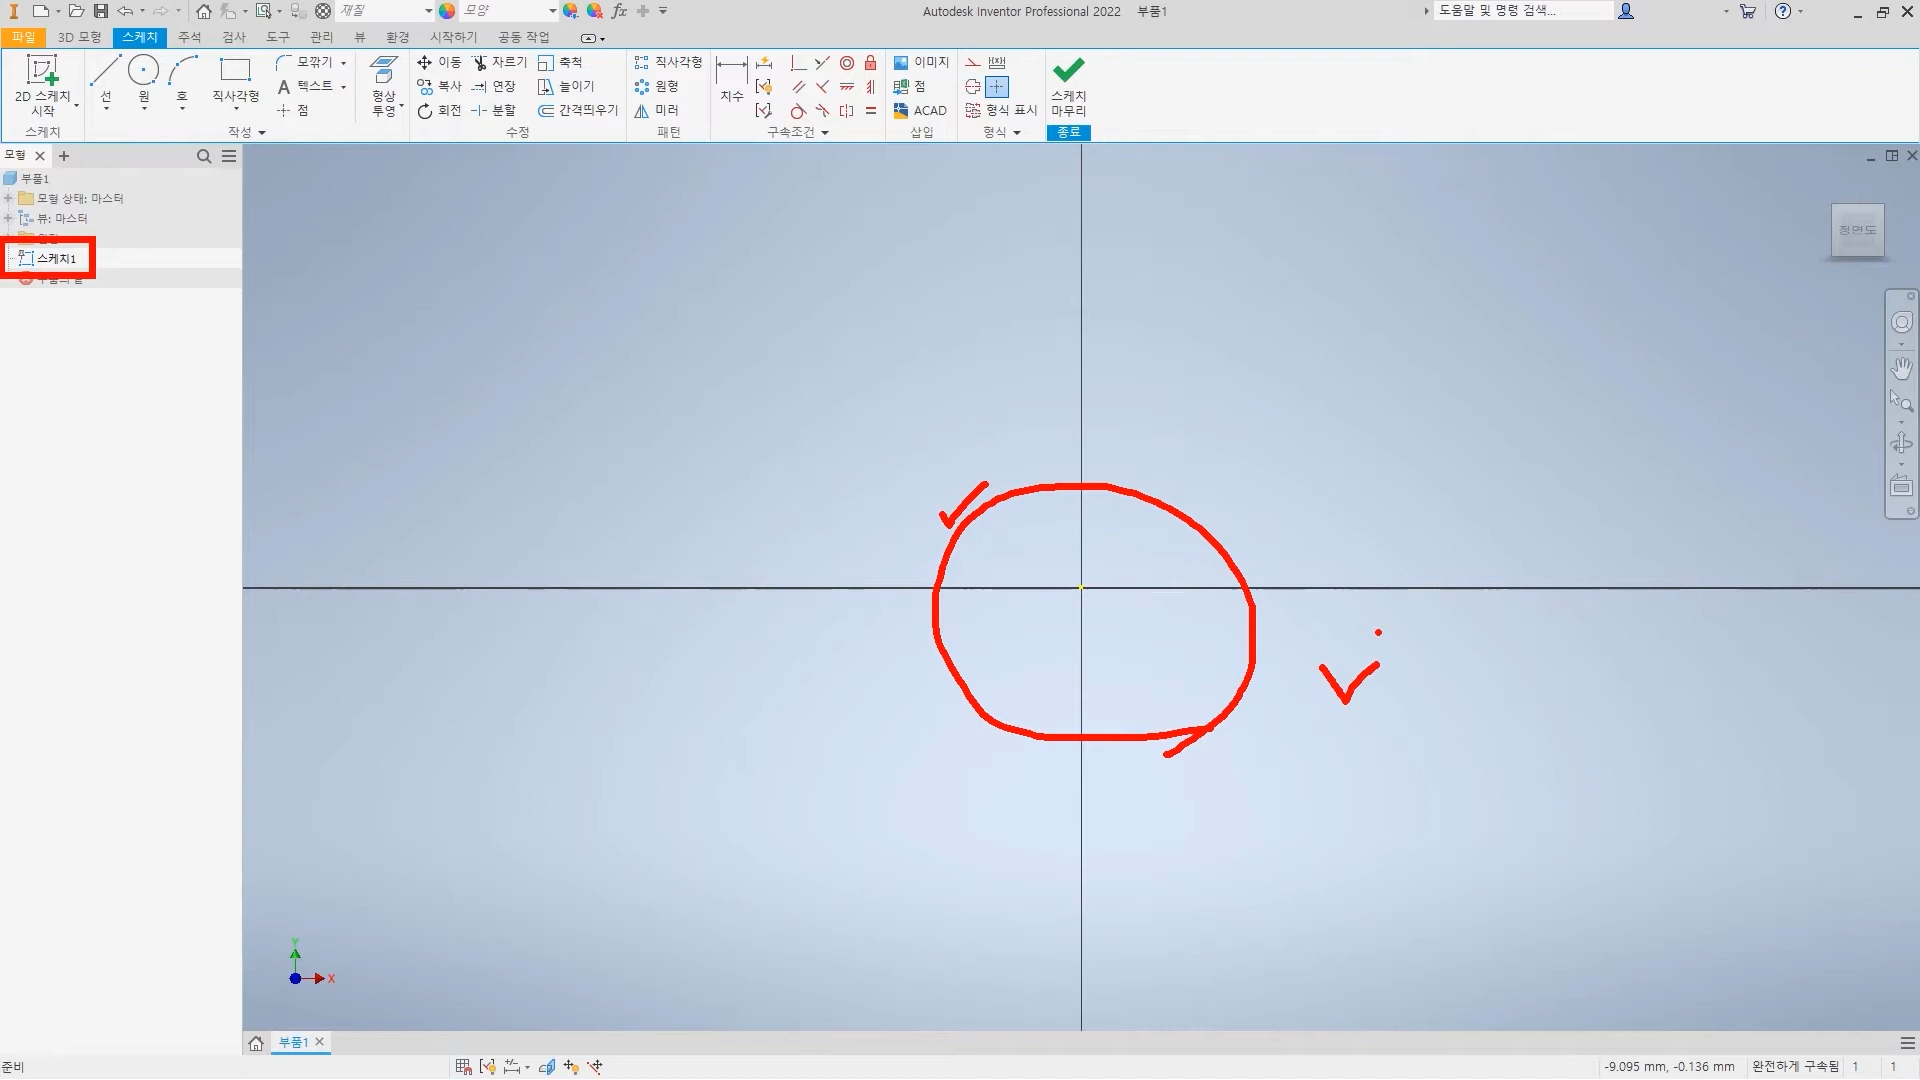 재질 모양 fx Autodesk Inventor Professional 2022 부품1 도움말 및 명령 검색...
파일 3D 모형 스케치 주석 검사 도구 관리 뷰 환경 시작하기 공동 작업
2D 스케치 시작 선 원 호 직사각형 모깎기 텍스트 점 형상 투영
이동 자르기 축척
복사 연장 늘이기
회전 분할 간격띄우기
직사각형
원형
미러
치수
이미지
점
ACAD
형식 표시
스케치 마무리
스케치 작성 수정 패턴 구속조건 삽입 형식 종료
모형
부품1
모형 상태: 마스터
뷰: 마스터
스케치1
정면도
Y
X
부품1
준비 -9.095 mm, -0.136 mm 완전하게 구속됨 1 1